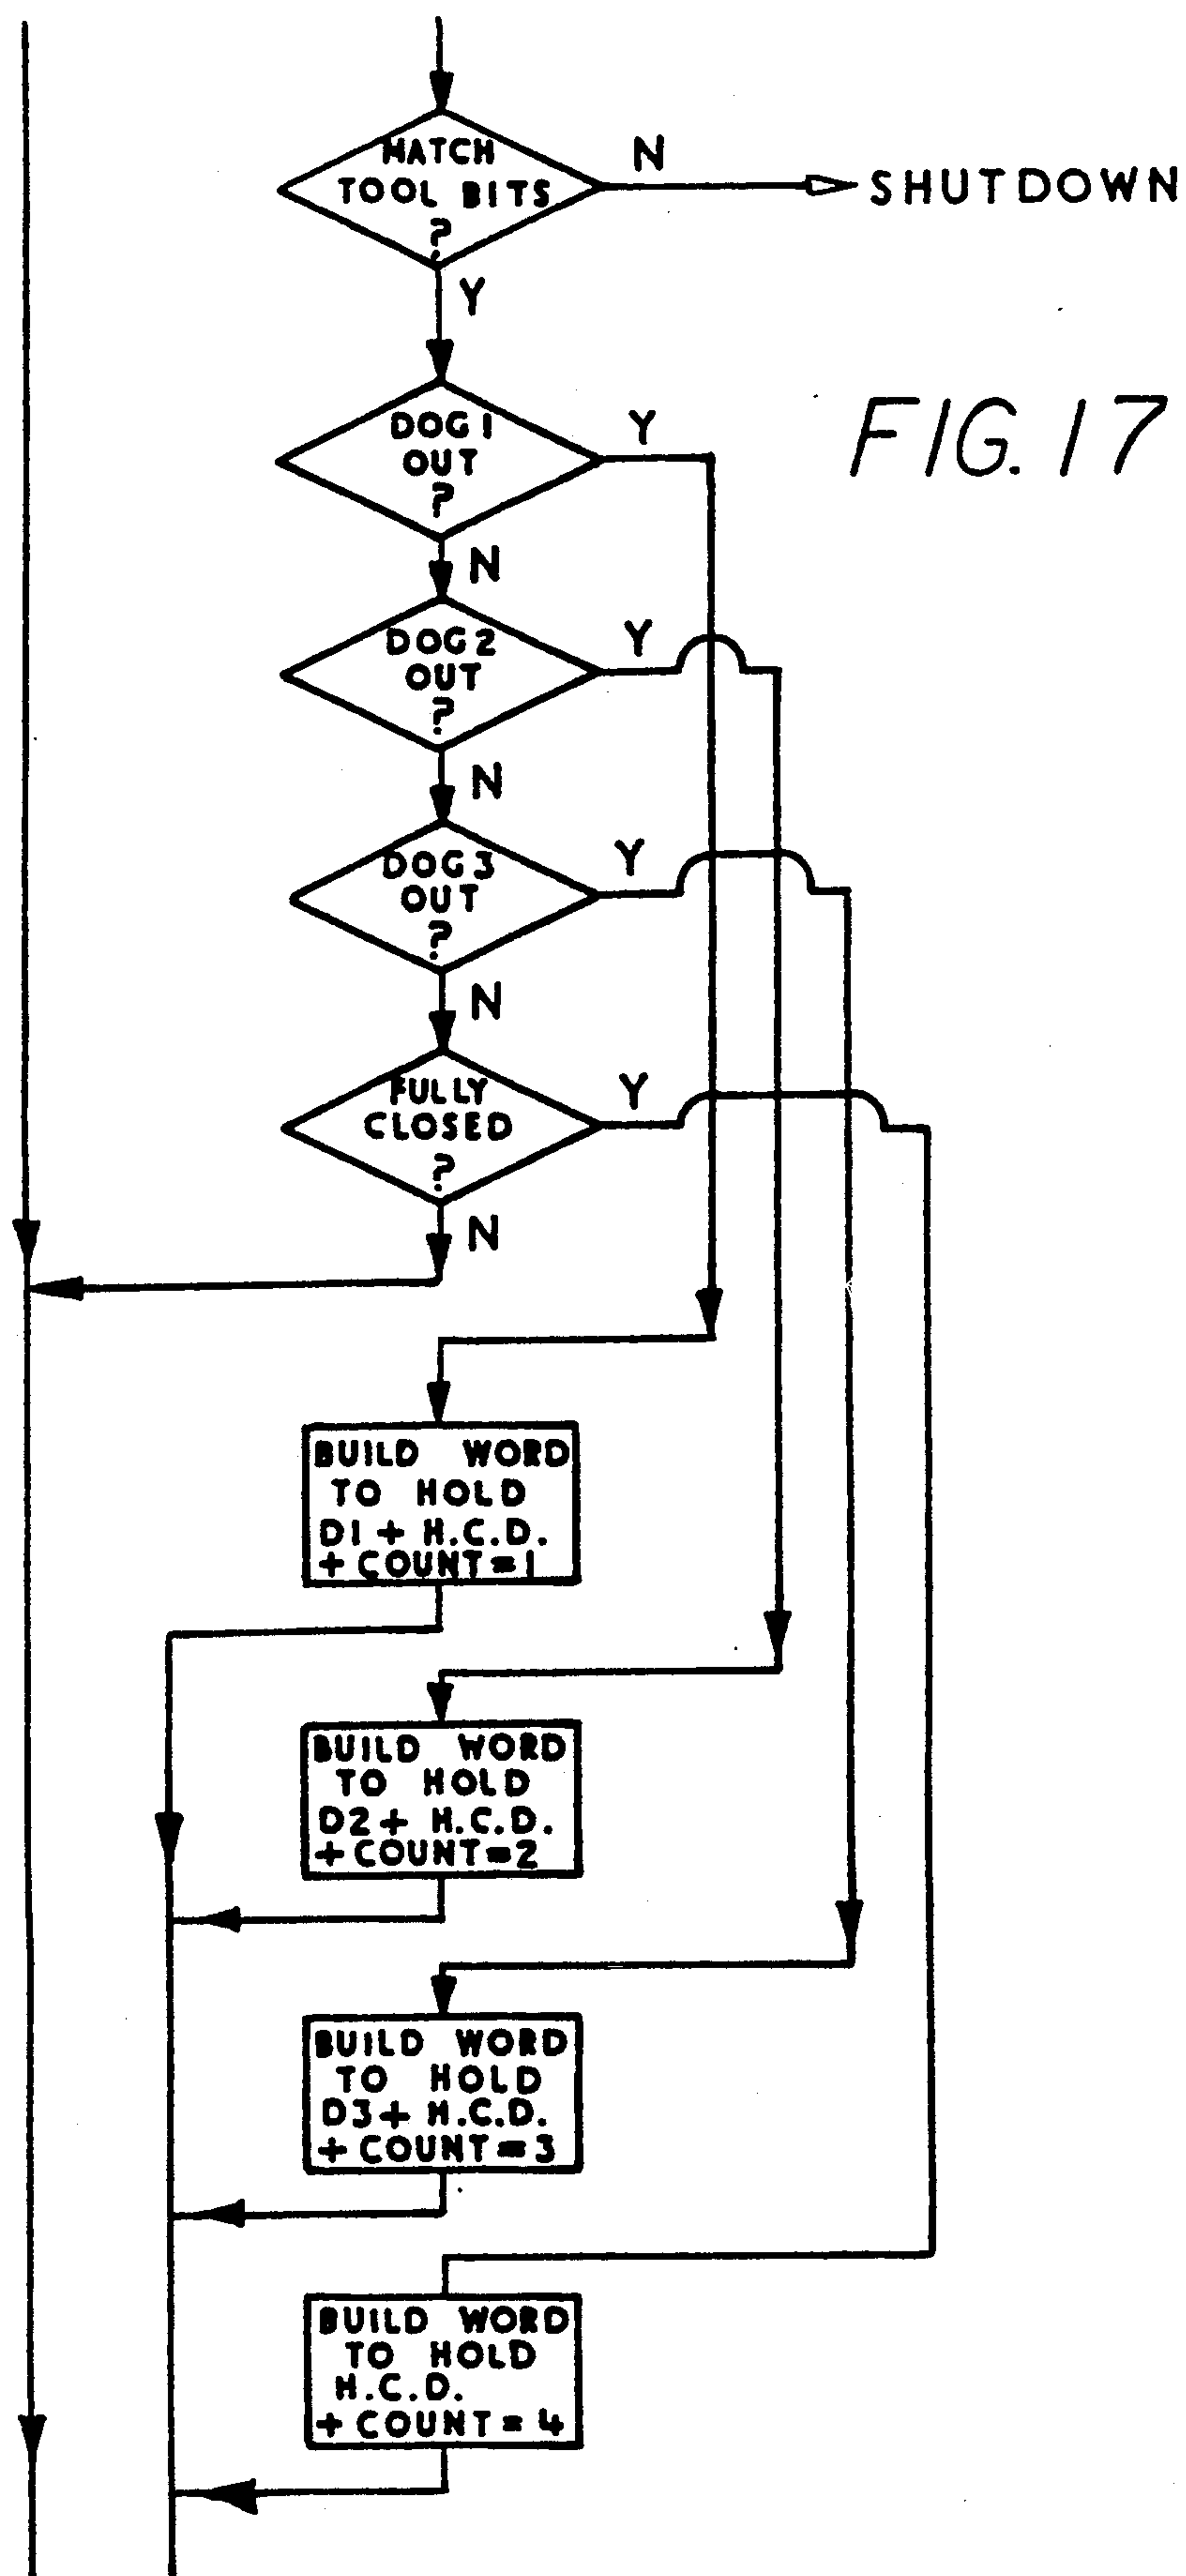 MATCH
TOOL BITS
?
N
SHUTDOWN
Y
FIG. 17
DOG 1
OUT
?
Y
N
DOG 2
OUT
?
Y
N
DOG 3
OUT
?
Y
N
FULLY
CLOSED
?
Y
N
BUILD WORD
TO HOLD
D1 + H.C.D.
+ COUNT = 1
BUILD WORD
TO HOLD
D2 + H.C.D.
+ COUNT = 2
BUILD WORD
TO HOLD
D3 + H.C.D.
+ COUNT = 3
BUILD WORD
TO HOLD
H.C.D.
+ COUNT = 4